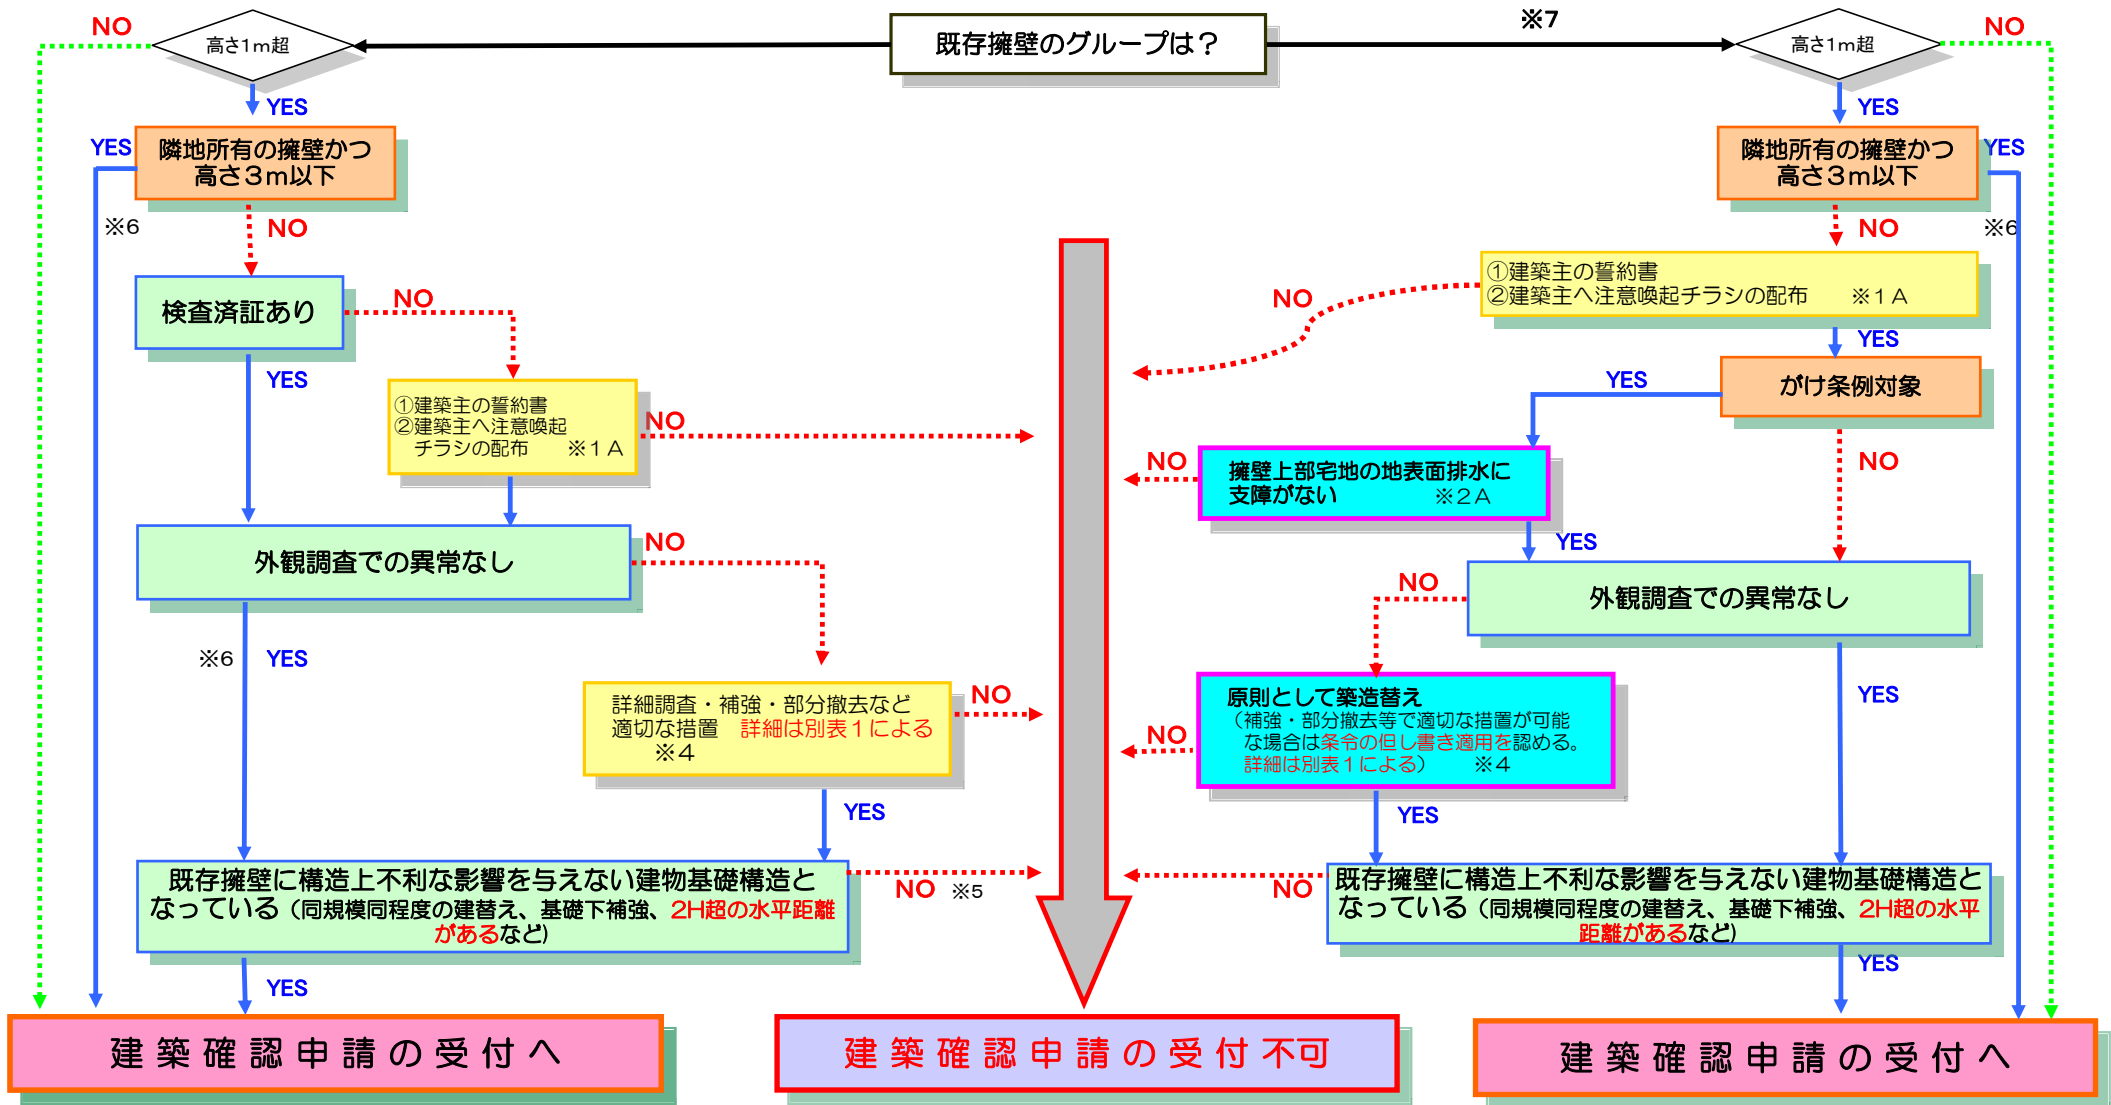 既存擁壁のグループは？
※7
NO
高さ1m超
YES
YES
隣地所有の擁壁かつ
高さ３m以下
※6
NO
検査済証あり
NO
YES
①建築主の誓約書
②建築主へ注意喚起
チラシの配布　　※１Ａ
NO
外観調査での異常なし
NO
※6
YES
詳細調査・補強・部分撤去など
適切な措置　詳細は別表１による
※４
NO
YES
既存擁壁に構造上不利な影響を与えない建物基礎構造と
なっている（同規模同程度の建替え、基礎下補強、2H超の水平距離
があるなど)
NO ※5
YES
建築確認申請の受付へ
建築確認申請の受付不可
高さ1m超
NO
YES
隣地所有の擁壁かつ
高さ３m以下
YES
※6
NO
①建築主の誓約書
②建築主へ注意喚起チラシの配布　　※１Ａ
NO
YES
がけ条例対象
YES
NO
擁壁上部宅地の地表面排水に
支障がない　　　　※２Ａ
NO
YES
外観調査での異常なし
NO
YES
原則として築造替え
（補強・部分撤去等で適切な措置が可能
な場合は条令の但し書き適用を認める。
詳細は別表１による）　　※４
NO
YES
既存擁壁に構造上不利な影響を与えない建物基礎構造と
なっている（同規模同程度の建替え、基礎下補強、2H超の水平
距離があるなど)
NO
YES
建築確認申請の受付へ